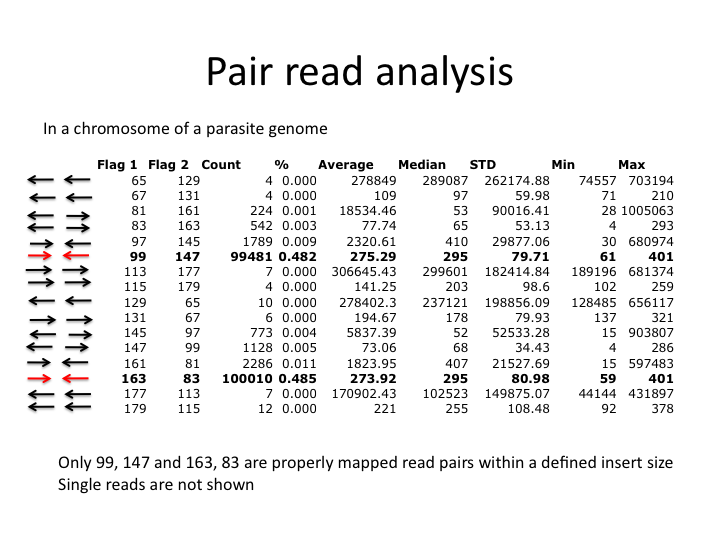 Pair read analysis
In a chromosome of a parasite genome
Flag 1 Flag 2 Count % Average Median STD Min Max
65 129 4 0.000 278849 289087 262174.88 74557 703194
67 131 4 0.000 109 97 59.98 71 210
81 161 224 0.001 18534.46 53 90016.41 28 1005063
83 163 542 0.003 77.74 65 53.13 4 293
97 145 1789 0.009 2320.61 410 29877.06 30 680974
99 147 99481 0.482 275.29 295 79.71 61 401
113 177 7 0.000 306645.43 299601 182414.84 189196 681374
115 179 4 0.000 141.25 203 98.6 102 259
129 65 10 0.000 278402.3 237121 198856.09 128485 656117
131 67 6 0.000 194.67 178 79.93 137 321
145 97 773 0.004 5837.39 52 52533.28 15 903807
147 99 1128 0.005 73.06 68 34.43 4 286
161 81 2286 0.011 1823.95 407 21527.69 15 597483
163 83 100010 0.485 273.92 295 80.98 59 401
177 113 7 0.000 170902.43 102523 149875.07 44144 431897
179 115 12 0.000 221 255 108.48 92 378
Only 99, 147 and 163, 83 are properly mapped read pairs within a defined insert size
Single reads are not shown